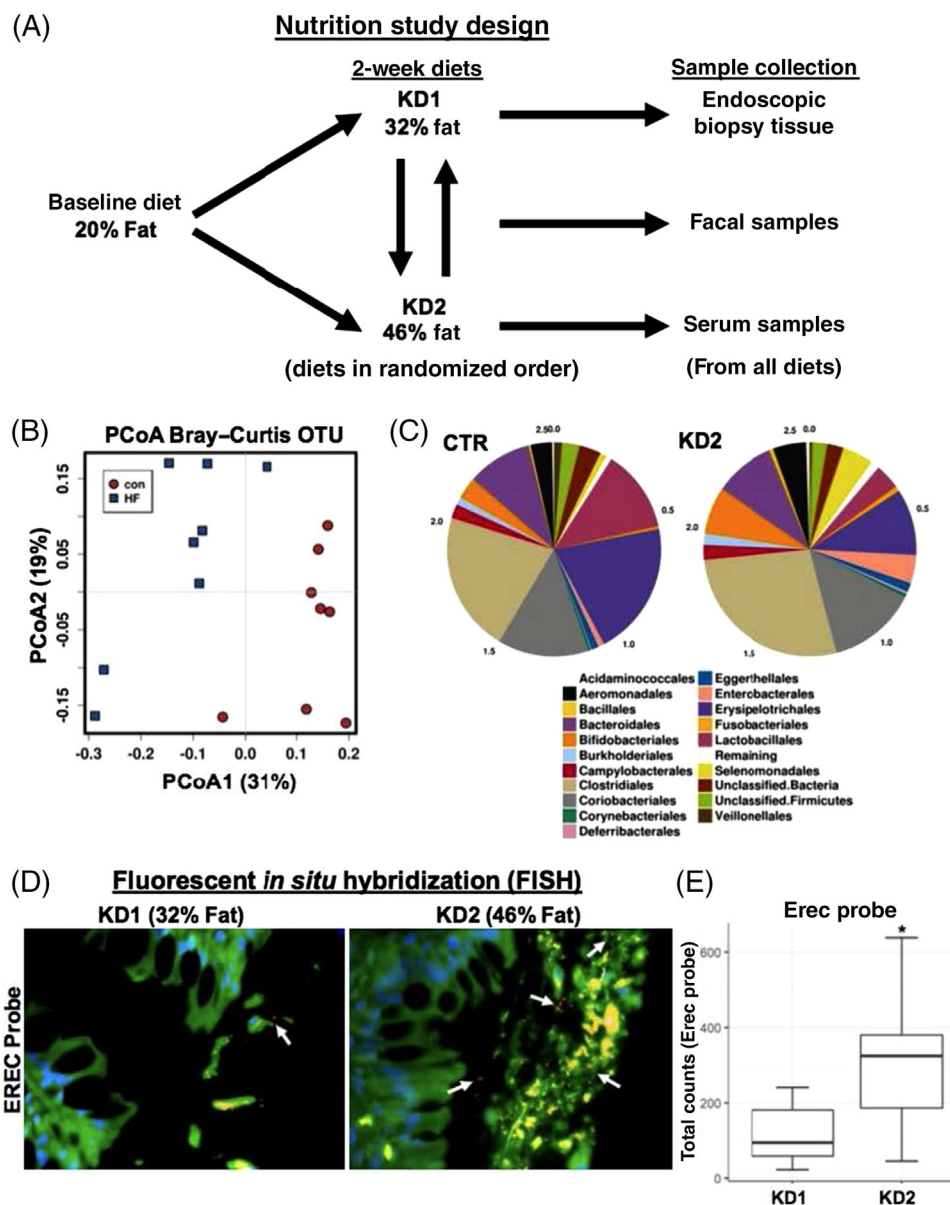 (A)
Nutrition study design
2-week diets
KD1
32% fat
Sample collection
Endoscopic
biopsy tissue
Baseline diet
20% Fat
Facal samples
KD2
46% fat
(diets in randomized order)
Serum samples
(From all diets)
(B)
PCoA Bray–Curtis OTU
con
HF
PCoA2 (19%)
0.15
0.05
-0.05
-0.15
-0.3
-0.2
-0.1
0.0
0.1
0.2
PCoA1 (31%)
(C)
CTR
2.5
0.0
0.5
1.0
1.5
2.0
KD2
2.5
0.0
0.5
1.0
1.5
2.0
Acidaminococcales
Aeromonadales
Bacillales
Bacteroidales
Bifidobacteriales
Burkholderiales
Campylobacterales
Clostridiales
Coriobacteriales
Corynebacteriales
Deferribacterales
Eggerthellales
Enterobacterales
Erysipelotrichales
Fusobacteriales
Lactobacillales
Remaining
Selenomonadales
Unclassified.Bacteria
Unclassified.Firmicutes
Veillonellales
(D)
Fluorescent in situ hybridization (FISH)
KD1 (32% Fat)
KD2 (46% Fat)
EREC Probe
(E)
Erec probe
*
Total counts (Erec probe)
600
400
200
0
KD1
KD2